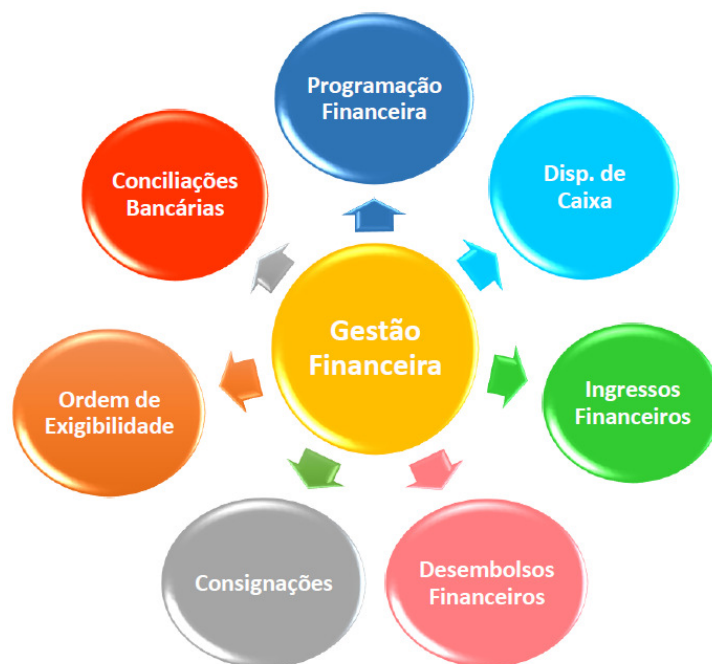 Programação
Financeira
Disp. de
Caixa
Ingressos
Financeiros
Desembolsos
Financeiros
Consignações
Ordem de
Exigibilidade
Conciliações
Bancárias
Gestão
Financeira